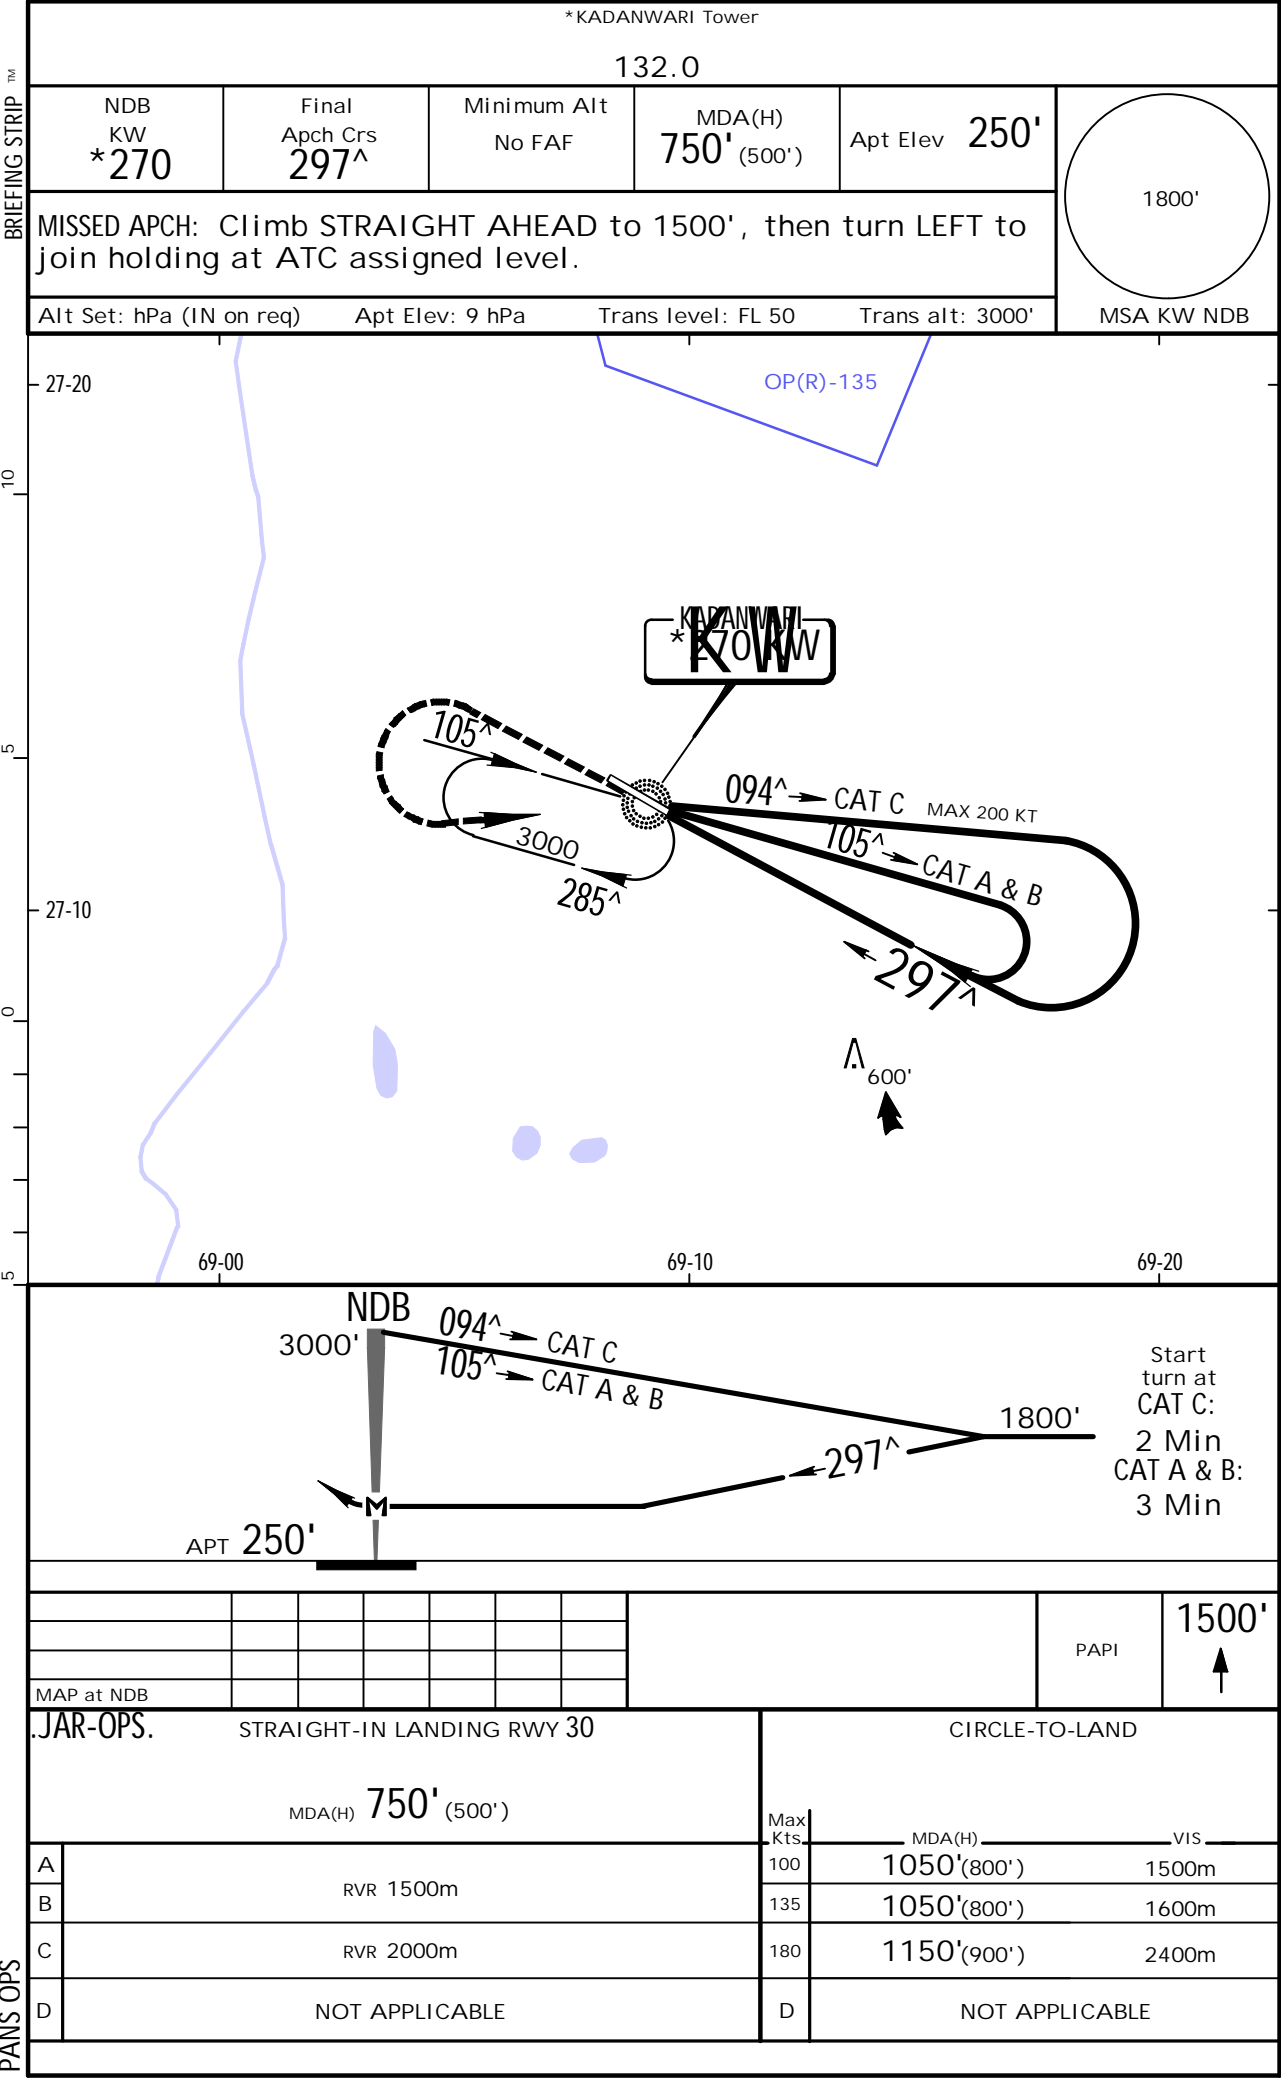 *KADANWARI Tower
132.0
BRIEFING STRIP ™
NDB
KW
*270
Final
Apch Crs
297^
Minimum Alt
No FAF
MDA(H)
750' (500')
Apt Elev 250'
1800'
MSA KW NDB
MISSED APCH: Climb STRAIGHT AHEAD to 1500', then turn LEFT to
join holding at ATC assigned level.
Alt Set: hPa (IN on req) Apt Elev: 9 hPa Trans level: FL 50 Trans alt: 3000'
27-20
OP(R)-135
10
KADANWARI
*270 KW
KW
105^
5
094^ CAT C MAX 200 KT
105^ CAT A & B
3000
285^
27-10
297^
0
600'
5
69-00
69-10
69-20
NDB
3000'
094^ CAT C
105^ CAT A & B
1800'
297^
Start
turn at
CAT C:
2 Min
CAT A & B:
3 Min
M
APT 250'
MAP at NDB
PAPI
1500'
.JAR-OPS. STRAIGHT-IN LANDING RWY 30
CIRCLE-TO-LAND
MDA(H) 750' (500')
Max
Kts
MDA(H)
VIS
A
B
RVR 1500m
100 1050'(800') 1500m
135 1050'(800') 1600m
C RVR 2000m
180 1150'(900') 2400m
D NOT APPLICABLE
D NOT APPLICABLE
PANS OPS